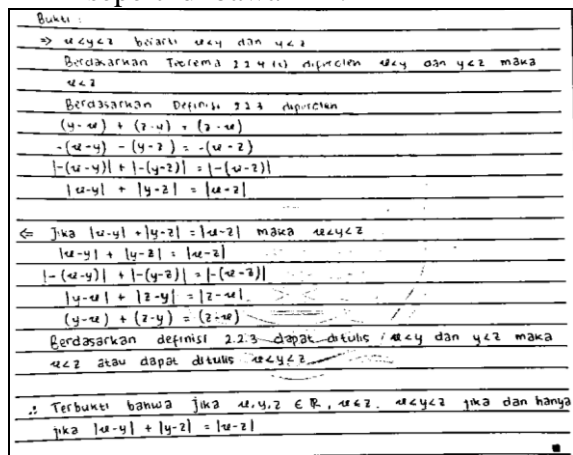 Bukti :
⇒ x<y<z berarti x<y dan y<z
Berdasarkan Teorema 2.2.4 (1) diperoleh x<y dan y<z maka
x<z
Berdasarkan Definisi 2.2.3 diperoleh
(y-x) + (z-y) = (z-x)
-(x-y) - (y-z) = -(x-z)
|-(x-y)| + |-(y-z)| = |-(x-z)|
|x-y| + |y-z| = |x-z|
⇐ Jika |x-y| + |y-z| = |x-z| maka x<y<z
|x-y| + |y-z| = |x-z|
|-(x-y)| + |-(y-z)| = |-(x-z)|
|y-x| + |z-y| = |z-x|.
(y-x) + (z-y) = (z-x)
Berdasarkan definisi 2.2.3 dapat ditulis x<y dan y<z maka
x<z atau dapat ditulis x<y<z
∴ Terbukti bahwa jika x,y,z ∈ R, x≤z. x<y<z jika dan hanya
jika |x-y| + |y-z| = |x-z|